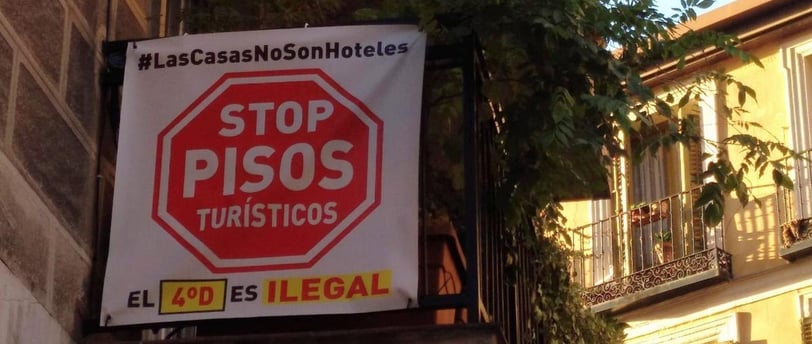 #LasCasasNoSonHoteles
STOP
PISOS
TURÍSTICOS
EL 4ºD ES ILEGAL